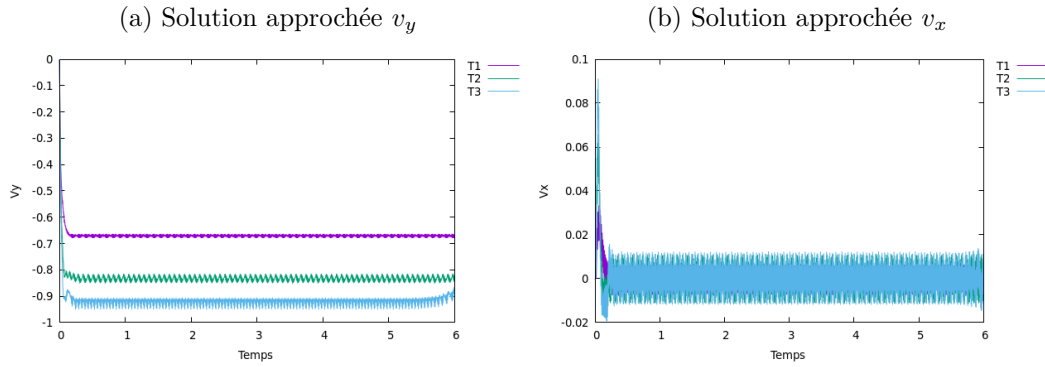 (a) Solution approchée v_y
0
-0.1
-0.2
-0.3
-0.4
-0.5
-0.6
-0.7
-0.8
-0.9
-1
0 1 2 3 4 5 6
Vy
Temps
T1
T2
T3
(b) Solution approchée v_x
0.1
0.08
0.06
0.04
0.02
0
-0.02
0 1 2 3 4 5 6
Vx
Temps
T1
T2
T3